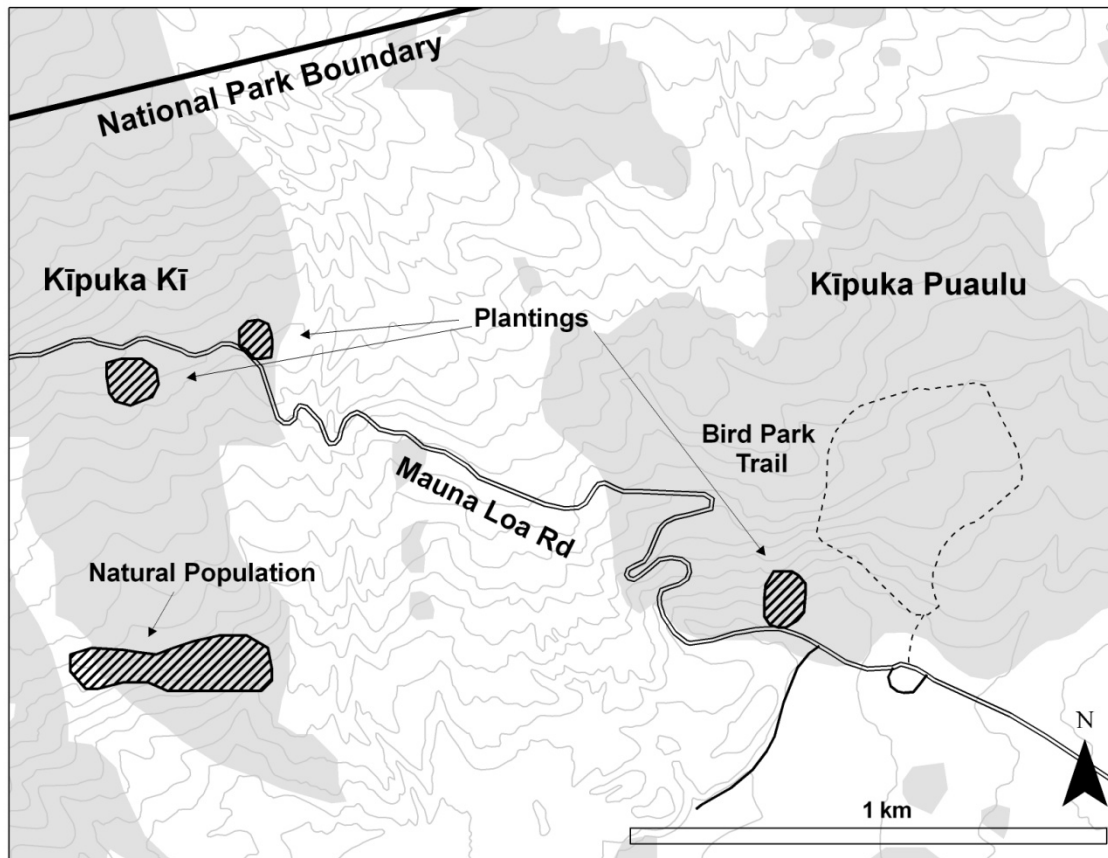 National Park Boundary
Kīpuka Kī
Kīpuka Puaulu
Plantings
Bird Park
Trail
Mauna Loa Rd
Natural Population
N
1 km